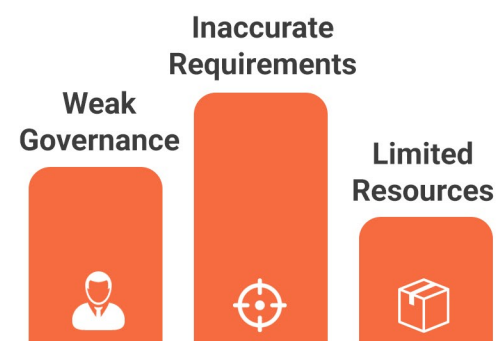 Weak
Governance
Inaccurate
Requirements
Limited
Resources